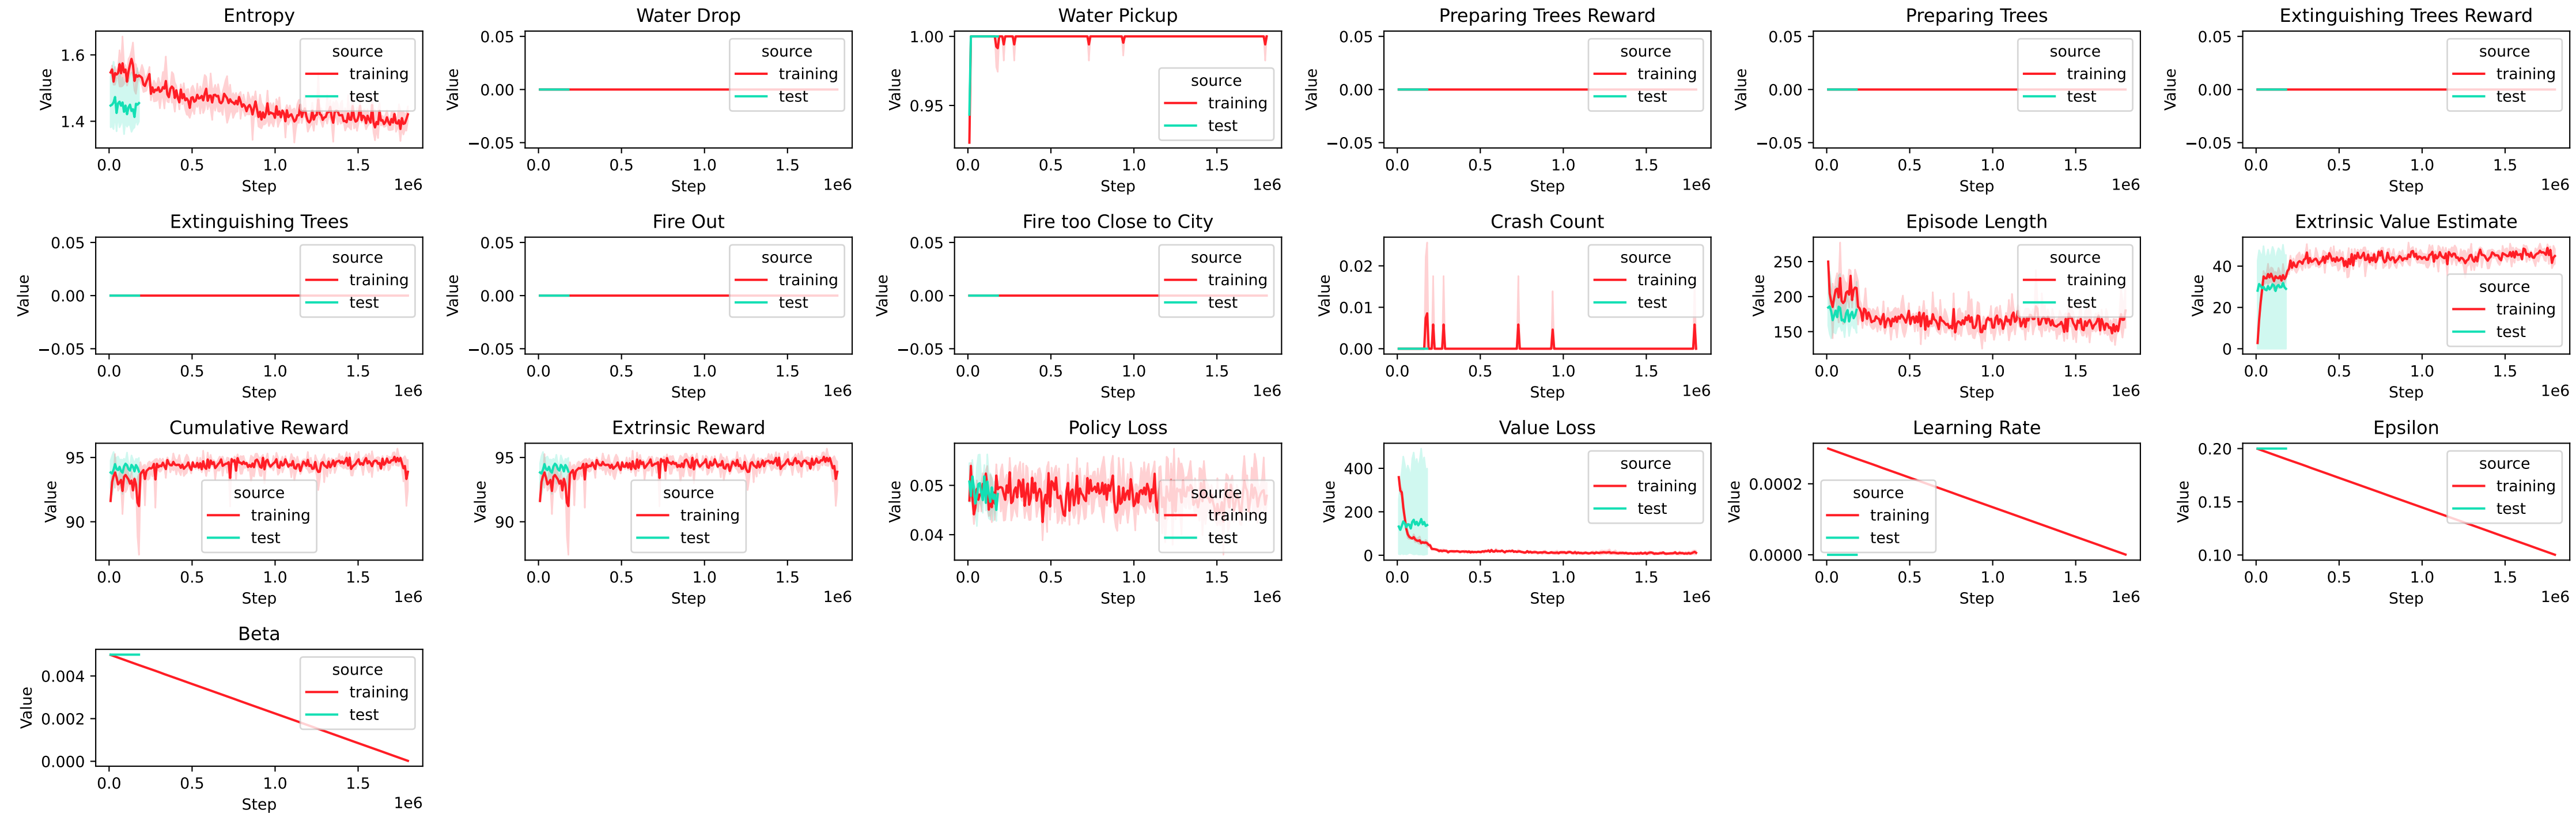 Entropy
Value
1.6
1.4
source
training
test
0.0 0.5 1.0 1.5
Step
1e6
Water Drop
Value
0.05
0.00
−0.05
source
training
test
0.0 0.5 1.0 1.5
Step
1e6
Water Pickup
Value
1.00
0.95
source
training
test
0.0 0.5 1.0 1.5
Step
1e6
Preparing Trees Reward
Value
0.05
0.00
−0.05
source
training
test
0.0 0.5 1.0 1.5
Step
1e6
Preparing Trees
Value
0.05
0.00
−0.05
source
training
test
0.0 0.5 1.0 1.5
Step
1e6
Extinguishing Trees Reward
Value
0.05
0.00
−0.05
source
training
test
0.0 0.5 1.0 1.5
Step
1e6
Extinguishing Trees
Value
0.05
0.00
−0.05
source
training
test
0.0 0.5 1.0 1.5
Step
1e6
Fire Out
Value
0.05
0.00
−0.05
source
training
test
0.0 0.5 1.0 1.5
Step
1e6
Fire too Close to City
Value
0.05
0.00
−0.05
source
training
test
0.0 0.5 1.0 1.5
Step
1e6
Crash Count
Value
0.02
0.01
0.00
source
training
test
0.0 0.5 1.0 1.5
Step
1e6
Episode Length
Value
250
200
150
source
training
test
0.0 0.5 1.0 1.5
Step
1e6
Extrinsic Value Estimate
Value
40
20
0
source
training
test
0.0 0.5 1.0 1.5
Step
1e6
Cumulative Reward
Value
95
90
source
training
test
0.0 0.5 1.0 1.5
Step
1e6
Extrinsic Reward
Value
95
90
source
training
test
0.0 0.5 1.0 1.5
Step
1e6
Policy Loss
Value
0.05
0.04
source
training
test
0.0 0.5 1.0 1.5
Step
1e6
Value Loss
Value
400
200
0
source
training
test
0.0 0.5 1.0 1.5
Step
1e6
Learning Rate
Value
0.0002
0.0000
source
training
test
0.0 0.5 1.0 1.5
Step
1e6
Epsilon
Value
0.20
0.15
0.10
source
training
test
0.0 0.5 1.0 1.5
Step
1e6
Beta
Value
0.004
0.002
0.000
source
training
test
0.0 0.5 1.0 1.5
Step
1e6